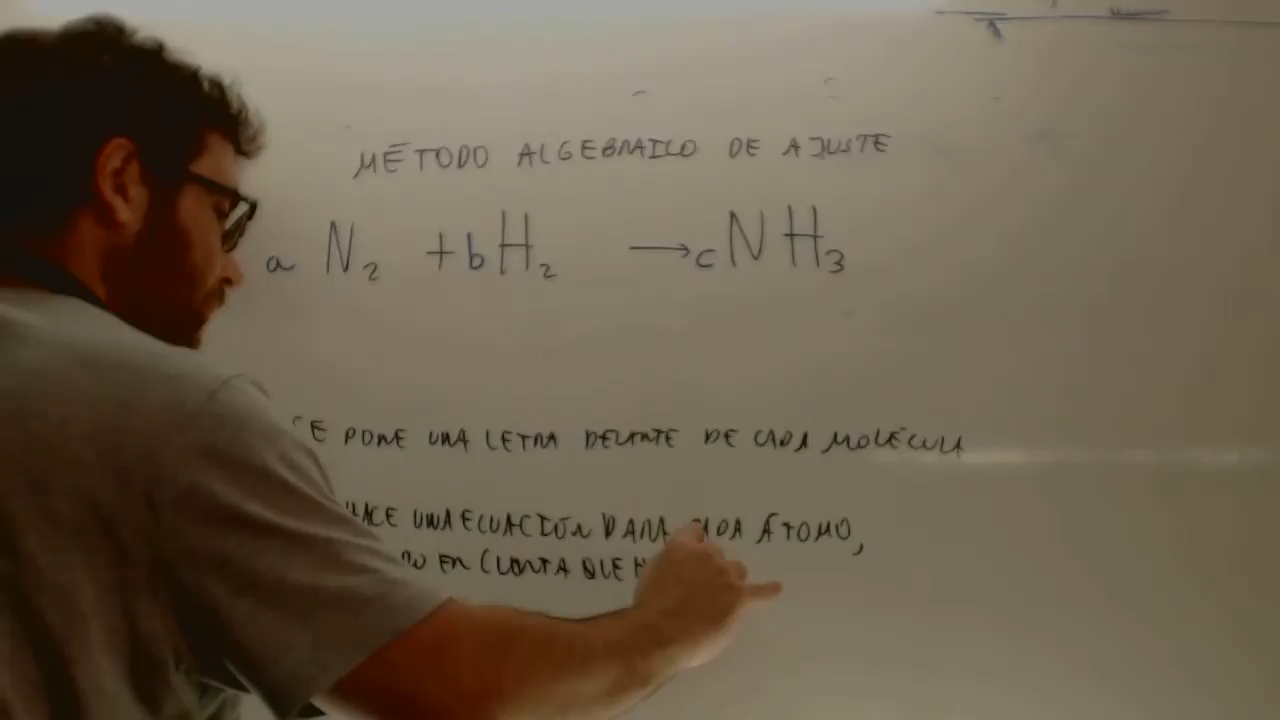 MÉTODO ALGEBRAICO DE AJUSTE
a N₂ + b H₂ → c NH₃
SE PONE UNA LETRA DELANTE DE CADA MOLÉCULA
HACE UNA ECUACIÓN PARA CADA ÁTOMO,
EN CUENTA QUE